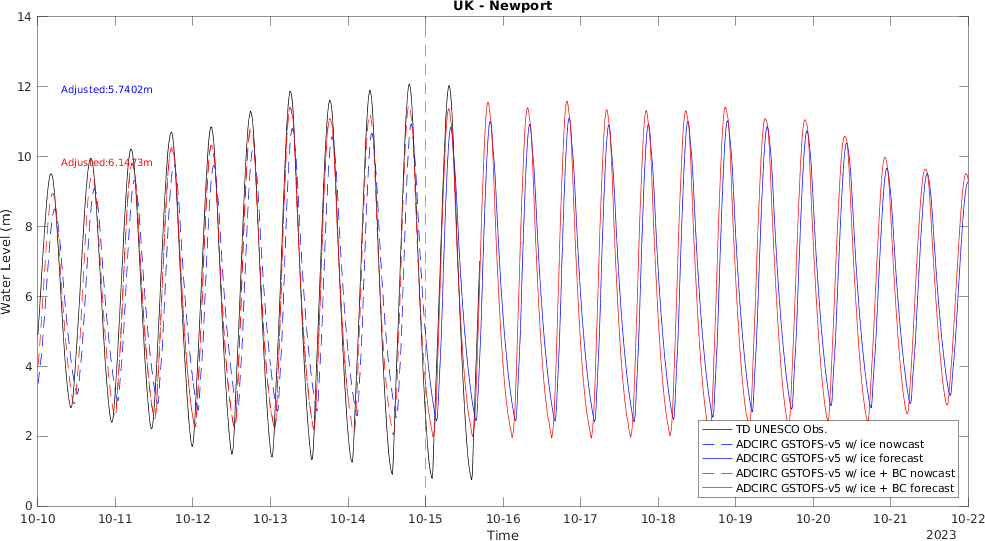 UK - Newport
14
12
10
8
6
4
2
0
Water Level (m)
Adjusted:5.7402m
Adjusted:6.1473m
TD UNESCO Obs.
ADCIRC GSTOFS-v5 w/ ice nowcast
ADCIRC GSTOFS-v5 w/ ice forecast
ADCIRC GSTOFS-v5 w/ ice + BC nowcast
ADCIRC GSTOFS-v5 w/ ice + BC forecast
10-10 10-11 10-12 10-13 10-14 10-15 10-16 10-17 10-18 10-19 10-20 10-21 10-22
Time
2023